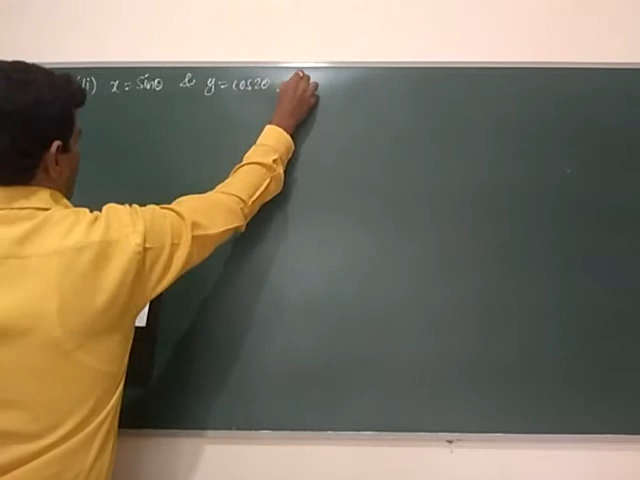 ii) x = sinθ & y = cos2θ